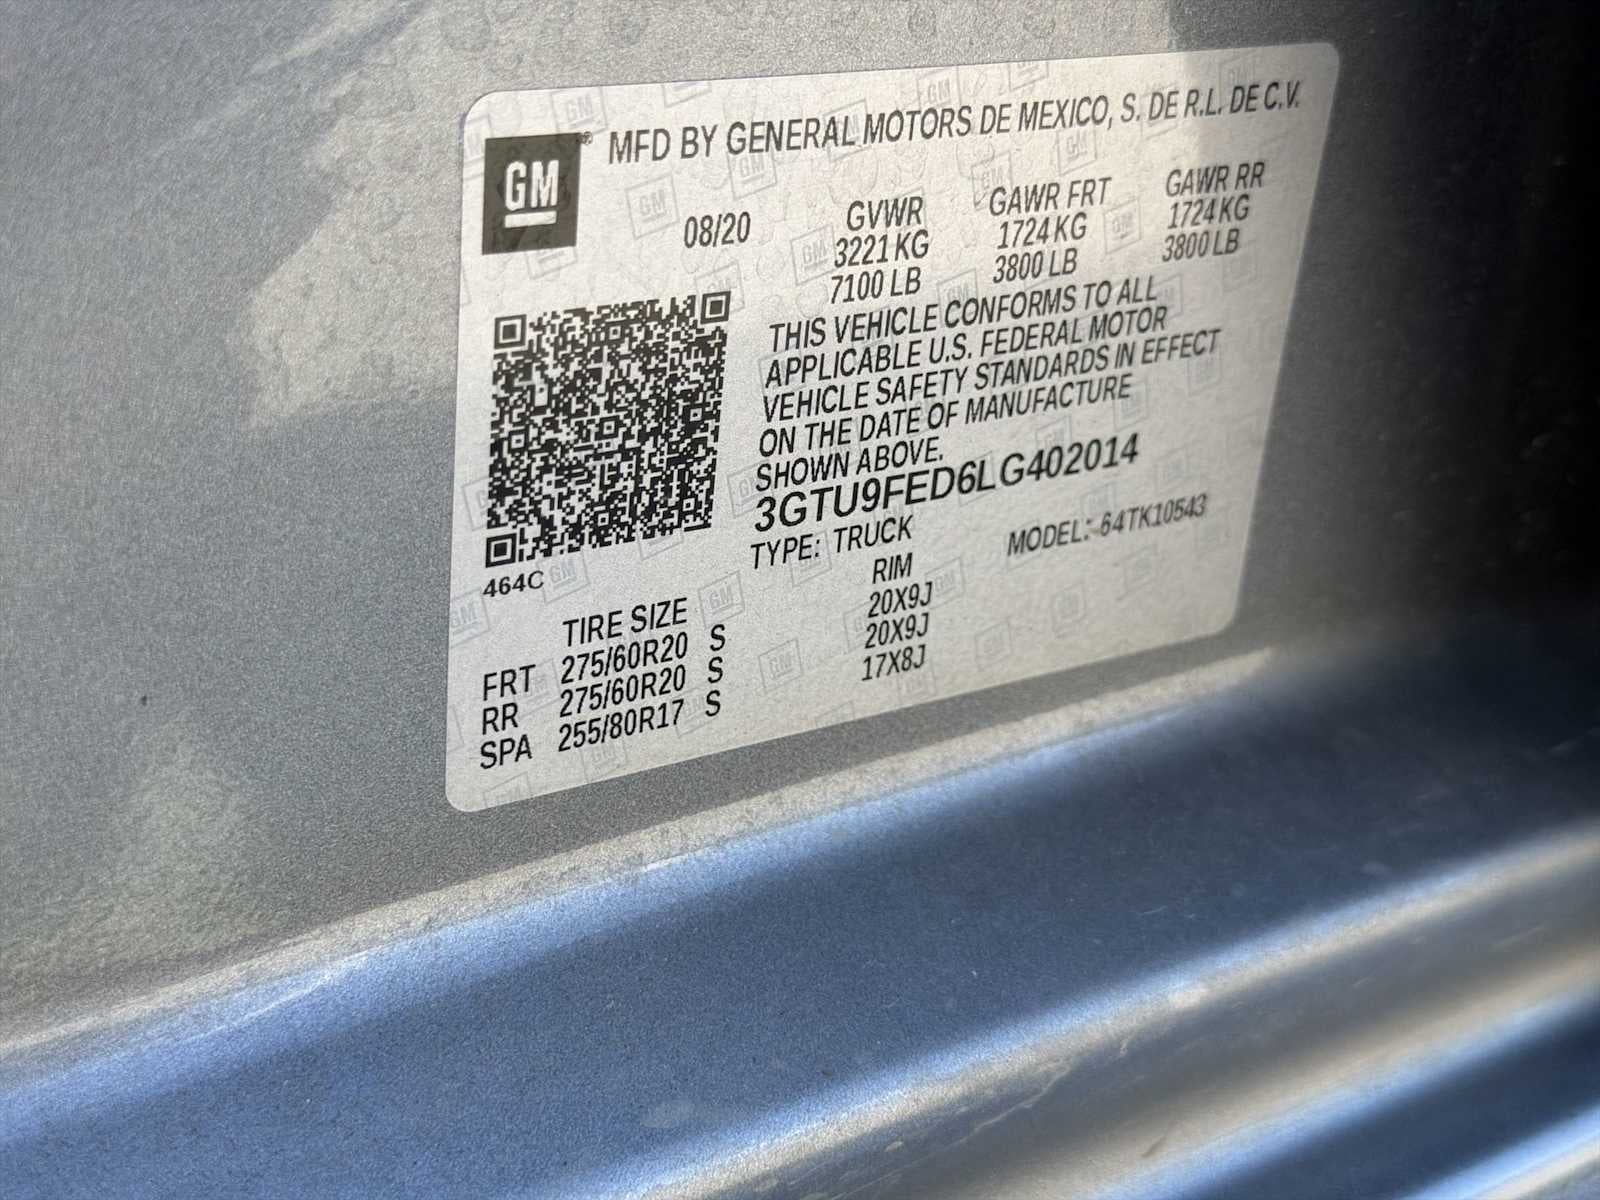 GM
MFD BY GENERAL MOTORS DE MEXICO, S. DE R.L. DE C.V.
08/20
GVWR
3221 KG
7100 LB
GAWR FRT
1724 KG
3800 LB
GAWR RR
1724 KG
3800 LB
THIS VEHICLE CONFORMS TO ALL
APPLICABLE U.S. FEDERAL MOTOR
VEHICLE SAFETY STANDARDS IN EFFECT
ON THE DATE OF MANUFACTURE
SHOWN ABOVE.
3GTU9FED6LG402014
TYPE: TRUCK MODEL: 64TK10543
464C
TIRE SIZE RIM
FRT 275/60R20 S 20X9J
RR 275/60R20 S 20X9J
SPA 255/80R17 S 17X8J